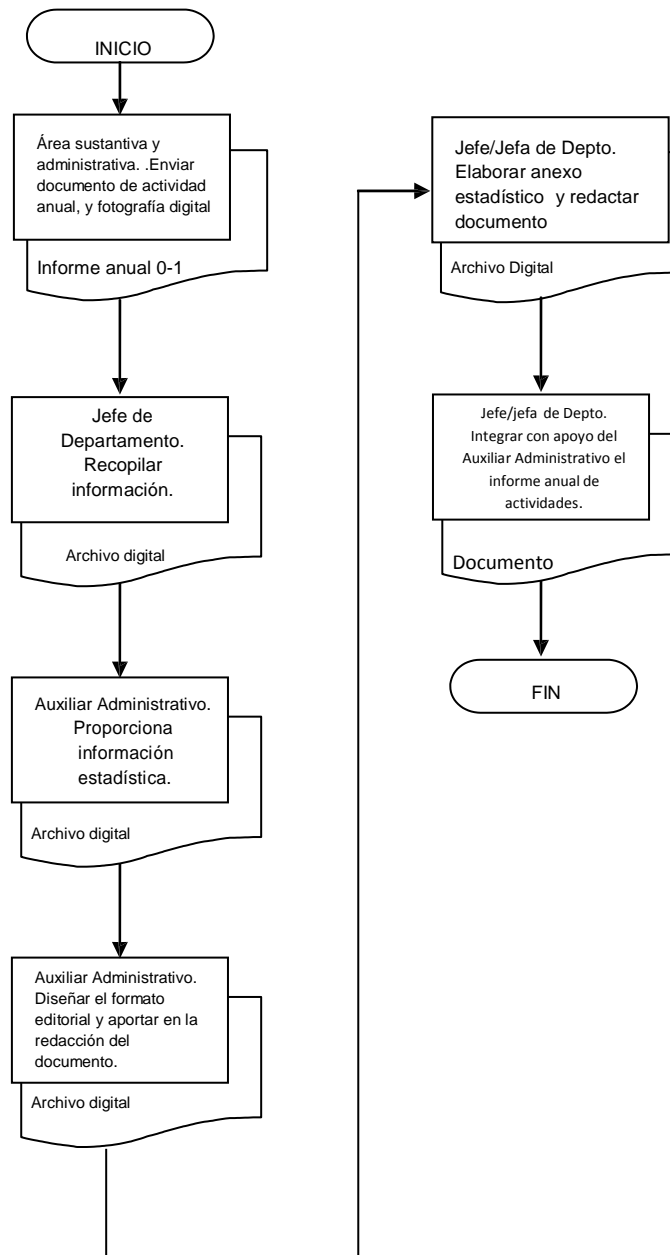 INICIO
Área sustantiva y
administrativa. .Enviar
documento de actividad
anual, y fotografía digital
Informe anual 0-1
Jefe de
Departamento.
Recopilar
información.
Archivo digital
Auxiliar Administrativo.
Proporciona
información
estadística.
Archivo digital
Auxiliar Administrativo.
Diseñar el formato
editorial y aportar en la
redacción del
documento.
Archivo digital
Jefe/Jefa de Depto.
Elaborar anexo
estadístico y redactar
documento
Archivo Digital
Jefe/jefa de Depto.
Integrar con apoyo del
Auxiliar Administrativo el
informe anual de
actividades.
Documento
FIN